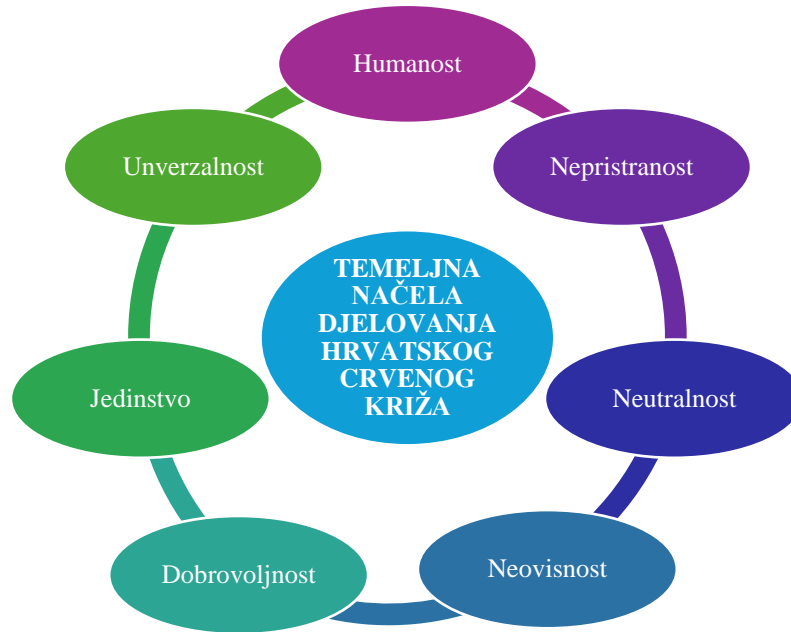 Humanost
Nepristranost
Neutralnost
Neovisnost
Dobrovoljnost
Jedinstvo
Unverzalnost
TEMELJNA
NAČELA
DJELOVANJA
HRVATSKOG
CRVENOG
KRIŽA